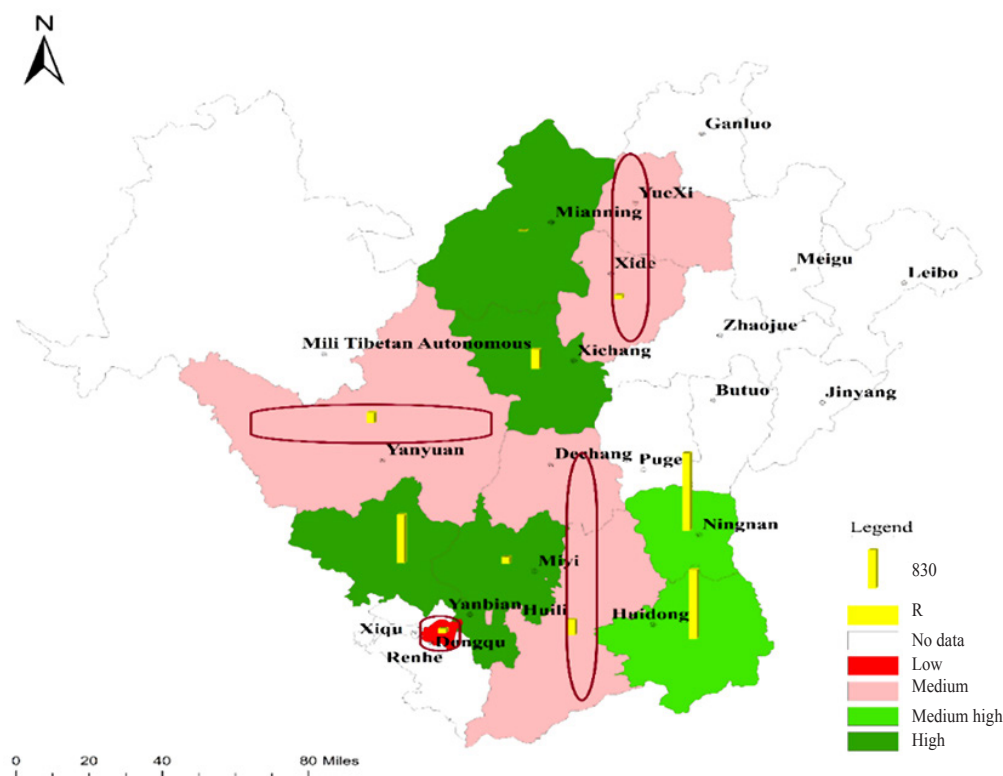 N
Ganluo
YueXi
Mianning
Meigu
Xide
Leibo
Zhaojue
Mili Tibetan Autonomous
Xichang
Butuo
Jinyang
Dechang
Puge
Yanyuan
Ningnan
Legend
830
Miyi
Yanbian
Huili
Huidong
R
Xiqu
Dongqu
No data
Renhe
Low
Medium
Medium high
High
0 20 40 80 Miles